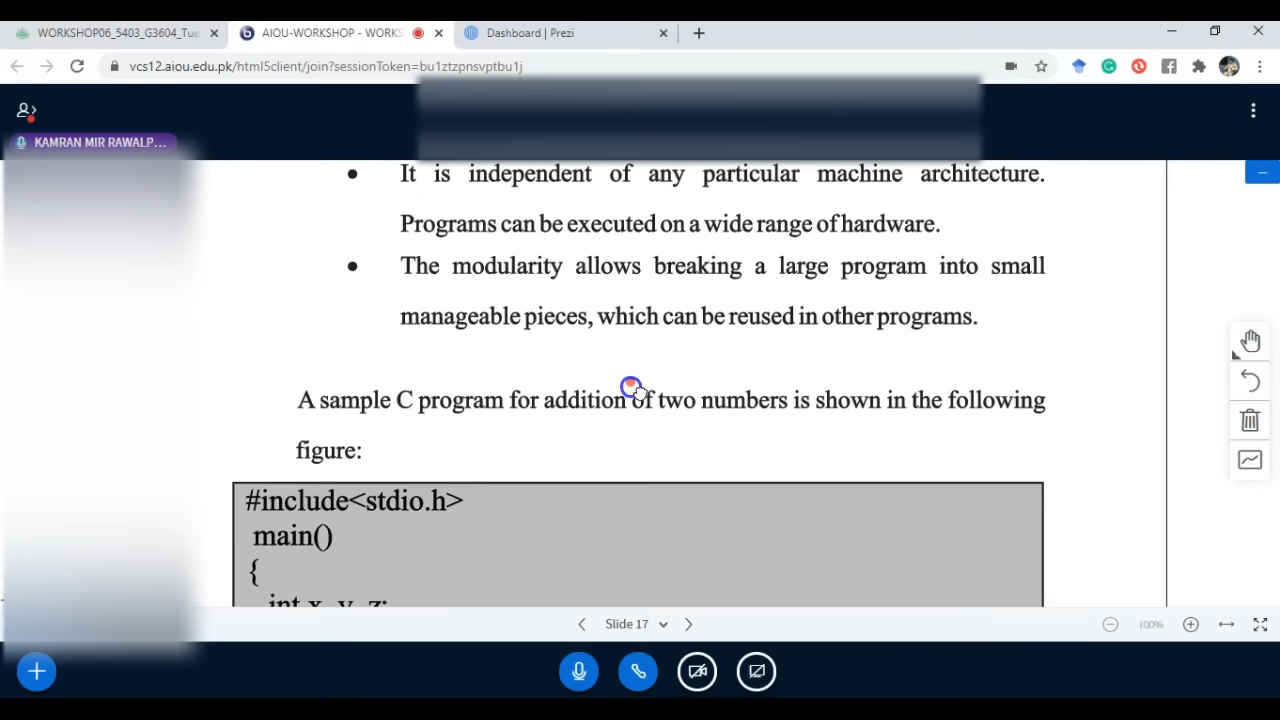 WORKSHOP06_5403_G3604_Tue
AIOU-WORKSHOP - WORKS
Dashboard | Prezi
vcs12.aiou.edu.pk/html5client/join?sessionToken=bu1ztzpnsvptbu1j
KAMRAN MIR RAWALP...
• It is independent of any particular machine architecture.
Programs can be executed on a wide range of hardware.
• The modularity allows breaking a large program into small
manageable pieces, which can be reused in other programs.
A sample C program for addition of two numbers is shown in the following
figure:
#include<stdio.h>
main()
{
int x, y, z;
Slide 17
100%